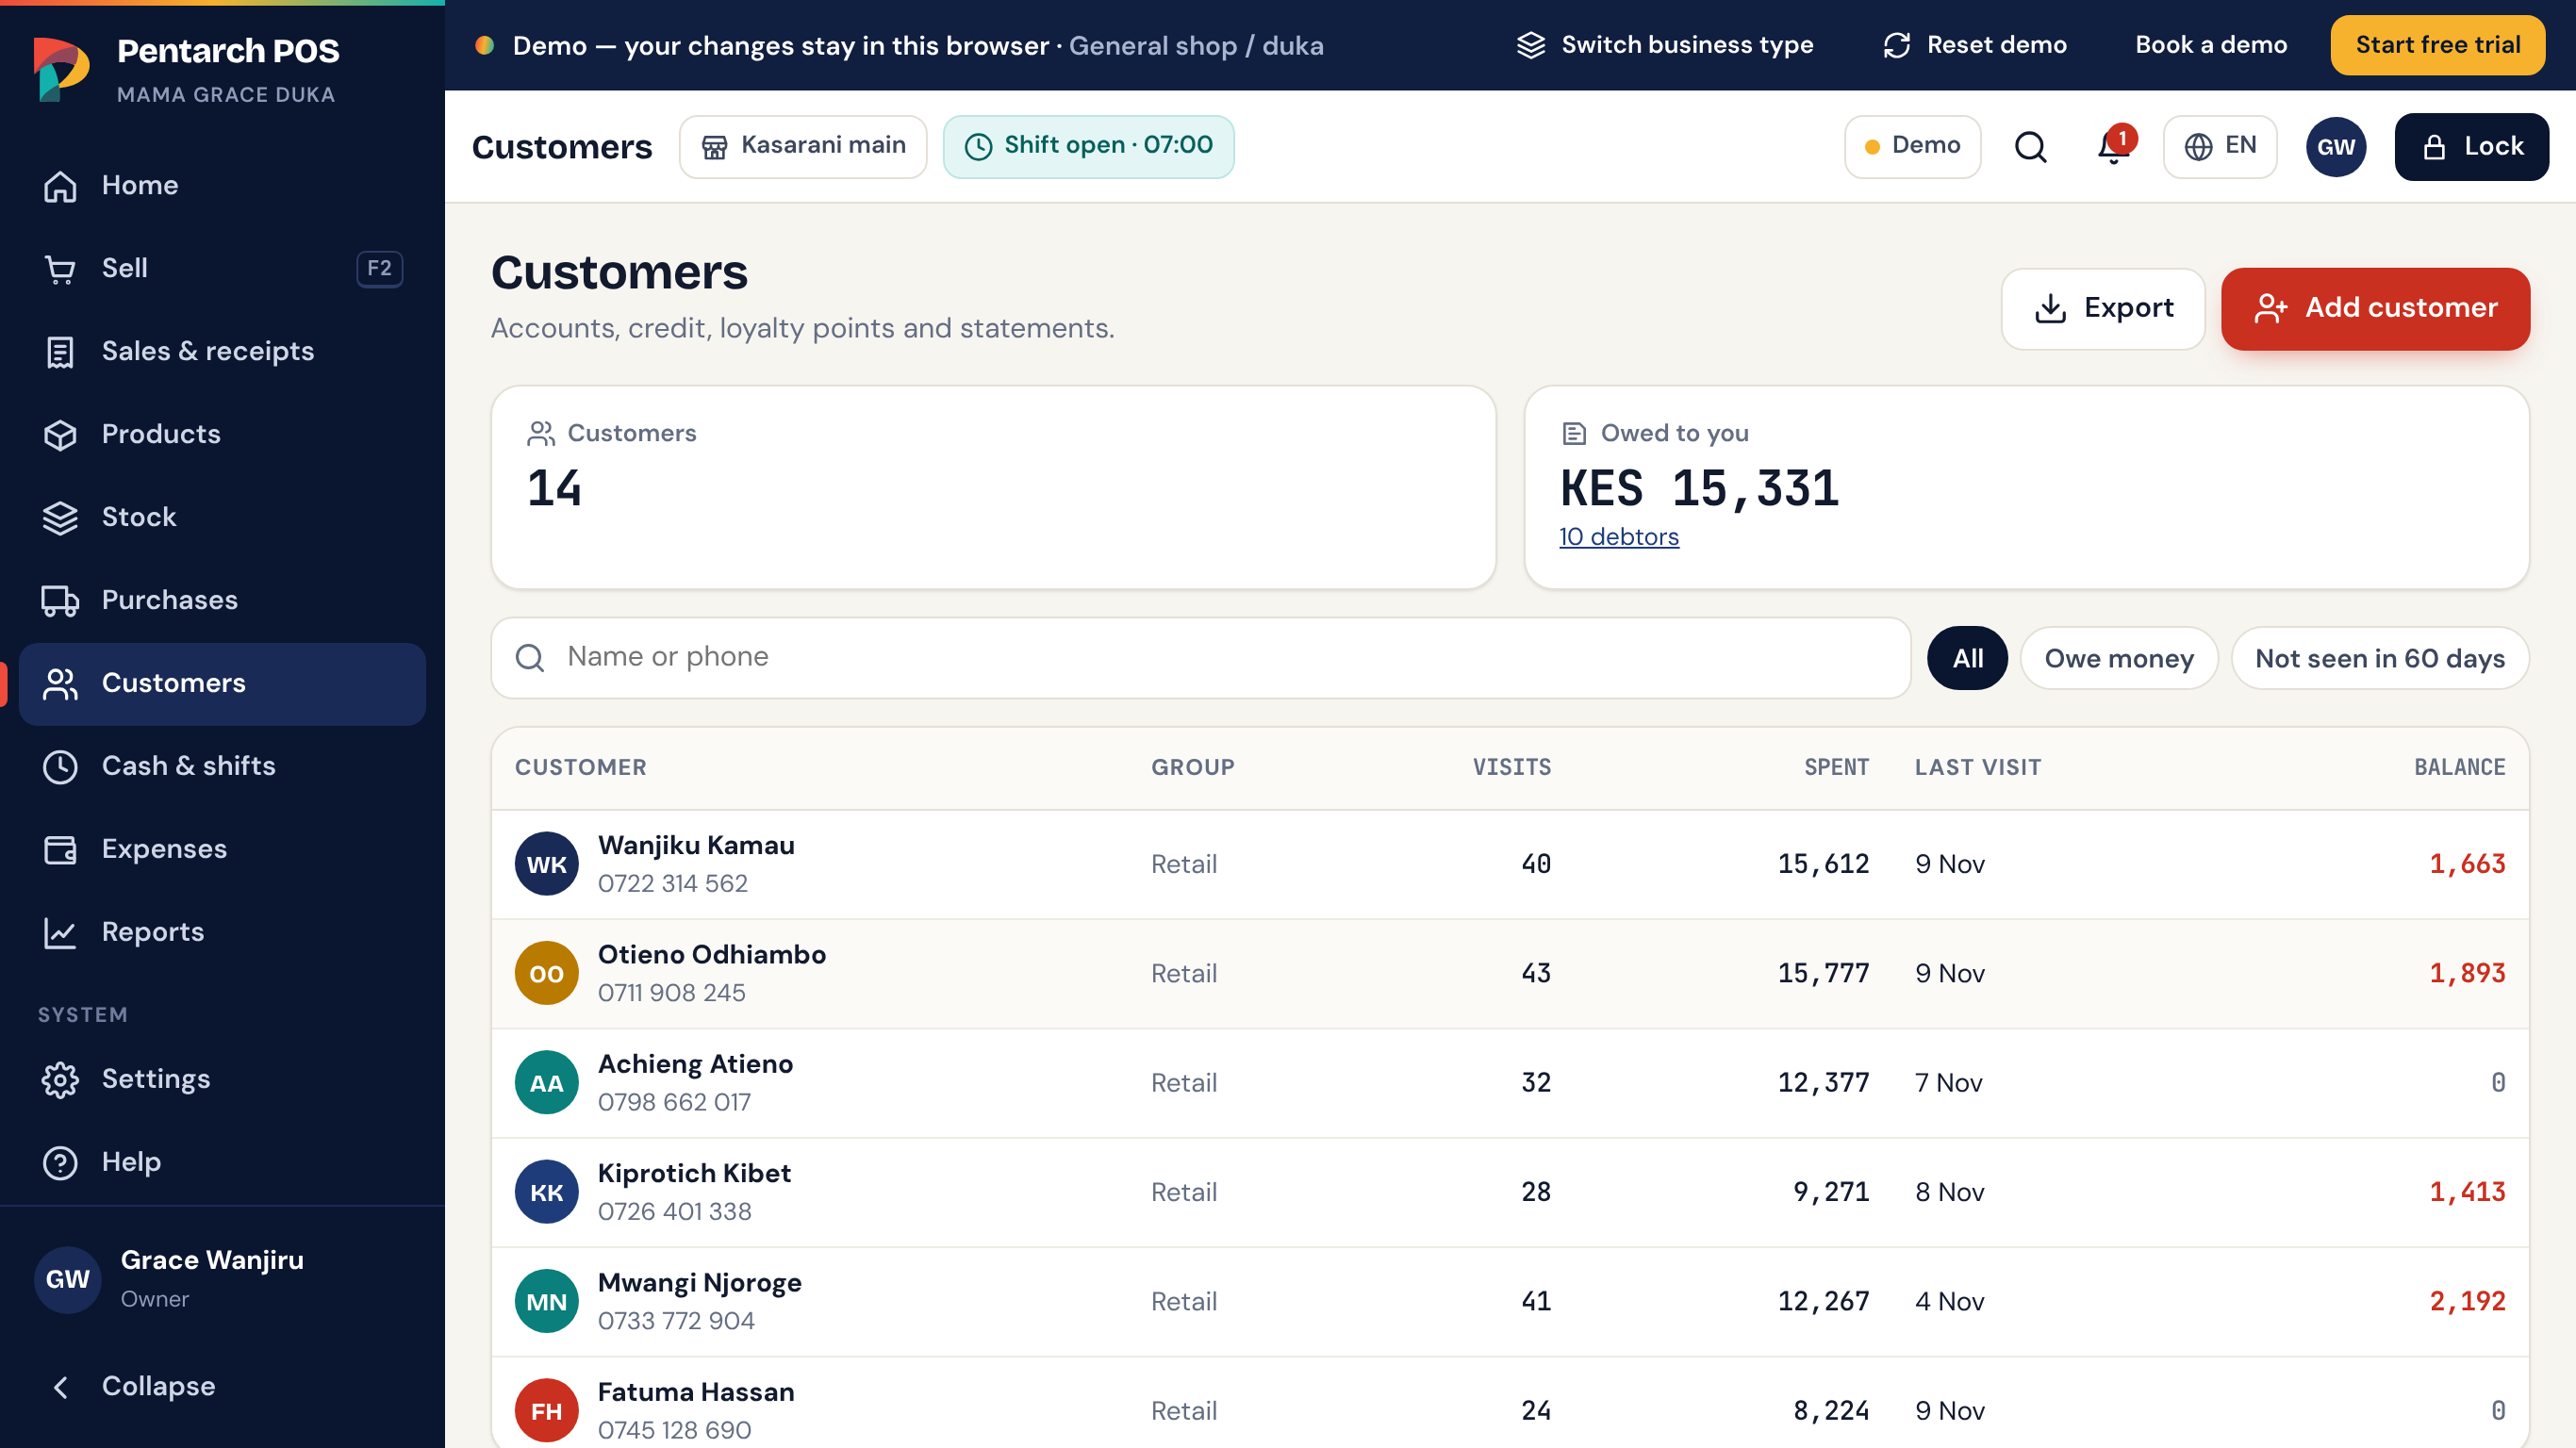 Pentarch POS
MAMA GRACE DUKA
Home
Sell F2
Sales & receipts
Products
Stock
Purchases
Customers
Cash & shifts
Expenses
Reports
SYSTEM
Settings
Help
GW Grace Wanjiru
Owner
Collapse
Demo — your changes stay in this browser · General shop / duka Switch business type Reset demo Book a demo Start free trial
Customers Kasarani main Shift open · 07:00 Demo 1 EN GW Lock
Customers
Accounts, credit, loyalty points and statements.
Export Add customer
Customers
14
Owed to you
KES 15,331
10 debtors
Name or phone All Owe money Not seen in 60 days
CUSTOMER GROUP VISITS SPENT LAST VISIT BALANCE
WK Wanjiku Kamau Retail 40 15,612 9 Nov 1,663
0722 314 562
OO Otieno Odhiambo Retail 43 15,777 9 Nov 1,893
0711 908 245
AA Achieng Atieno Retail 32 12,377 7 Nov 0
0798 662 017
KK Kiprotich Kibet Retail 28 9,271 8 Nov 1,413
0726 401 338
MN Mwangi Njoroge Retail 41 12,267 4 Nov 2,192
0733 772 904
FH Fatuma Hassan Retail 24 8,224 9 Nov 0
0745 128 690